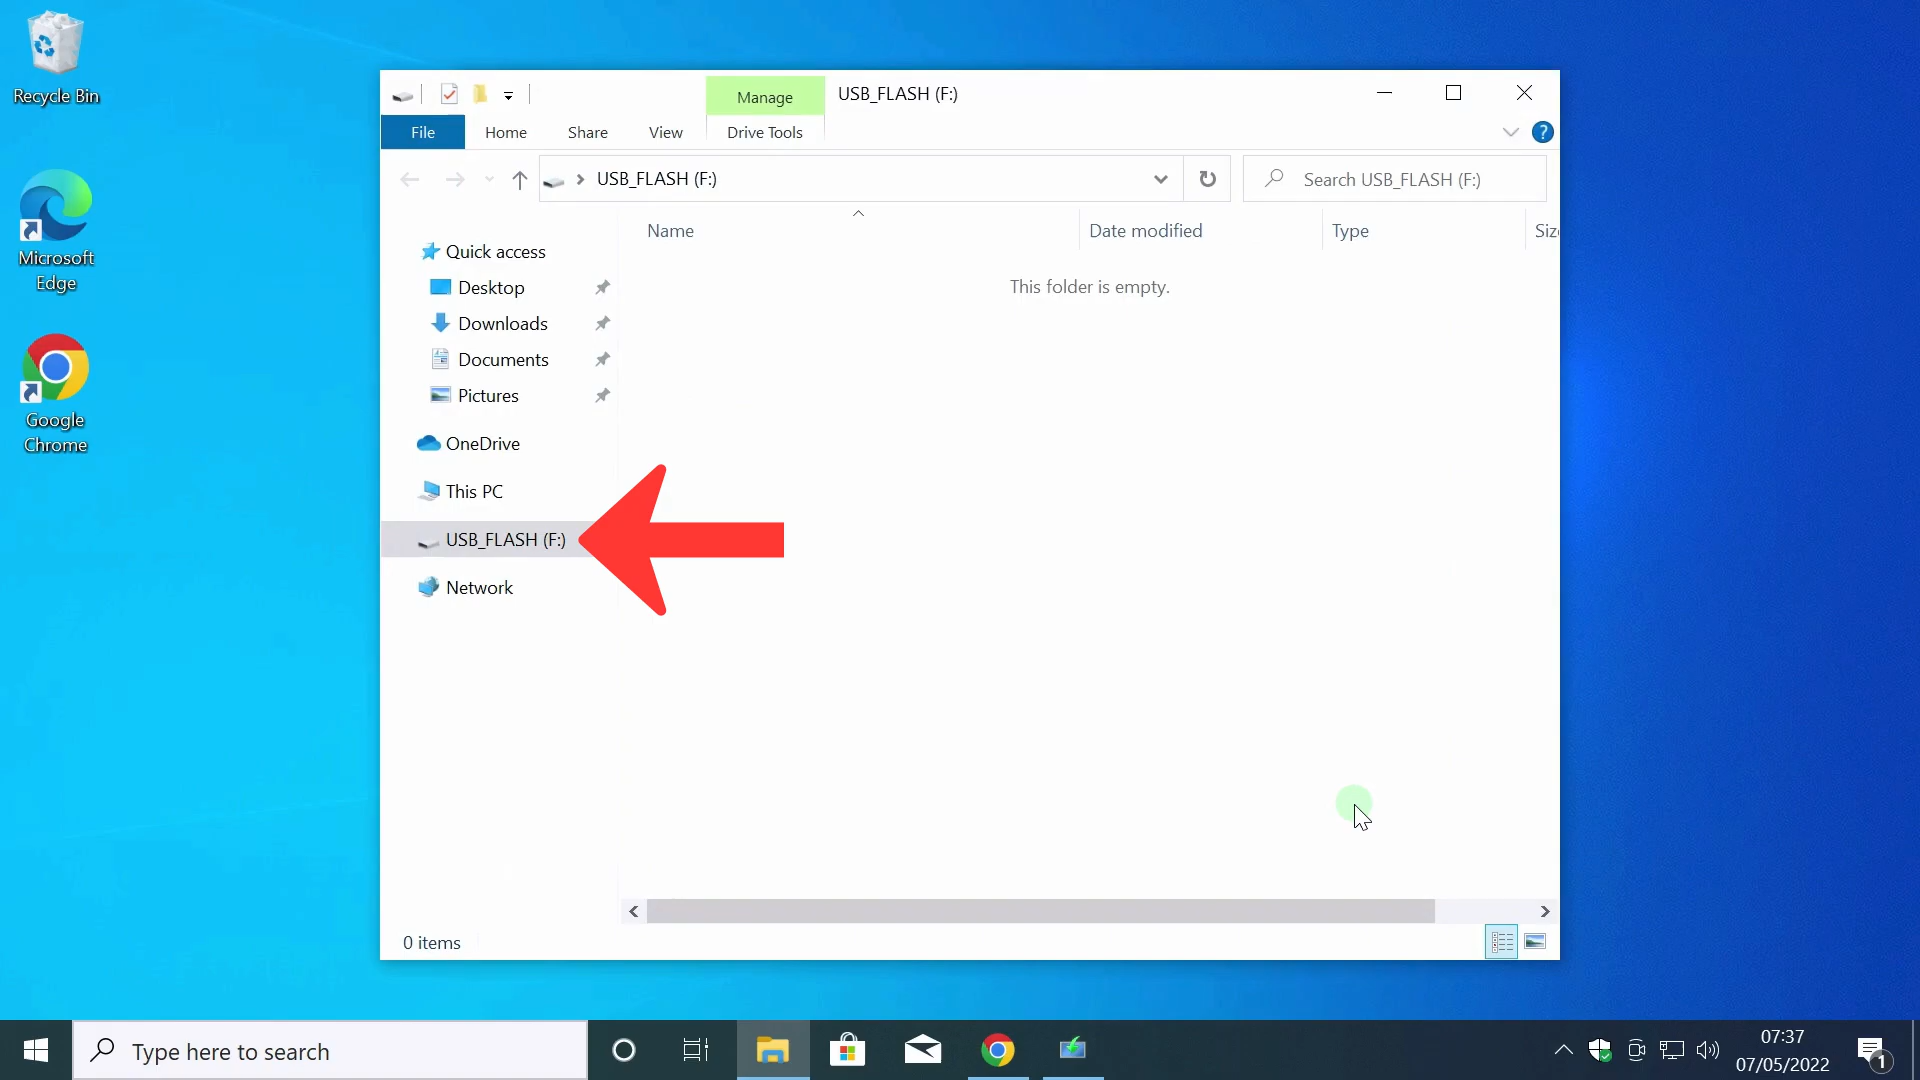 Recycle Bin
Microsoft
Edge
Google
Chrome
Manage
USB_FLASH (F:)
File
Home
Share
View
Drive Tools
?
USB_FLASH (F:)
Search USB_FLASH (F:)
Name
Date modified
Type
Siz
This folder is empty.
Quick access
Desktop
Downloads
Documents
Pictures
OneDrive
This PC
USB_FLASH (F:)
Network
0 items
Type here to search
07:37
07/05/2022
1